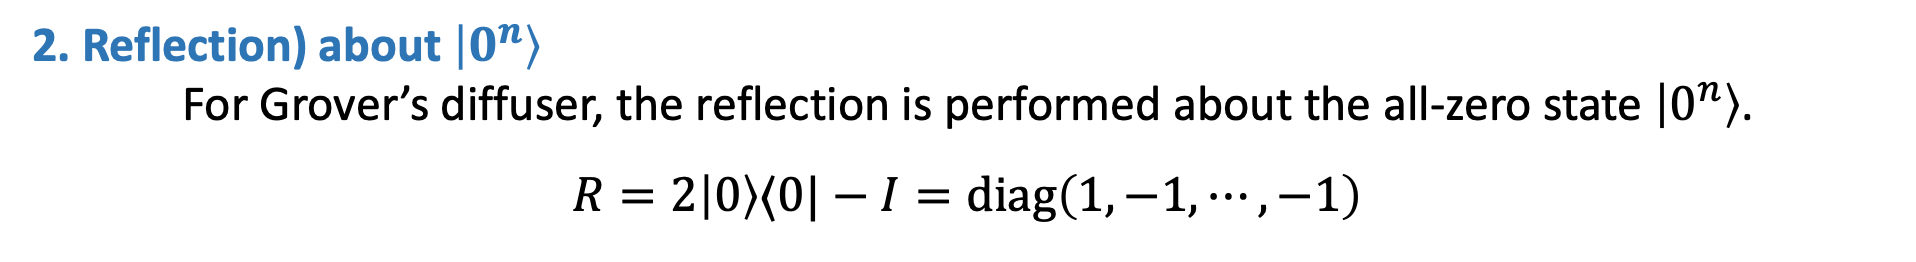 2. Reflection) about |0ⁿ⟩
For Grover’s diffuser, the reflection is performed about the all-zero state |0ⁿ⟩.
R = 2|0⟩⟨0| − I = diag(1, −1, ⋯ , −1)